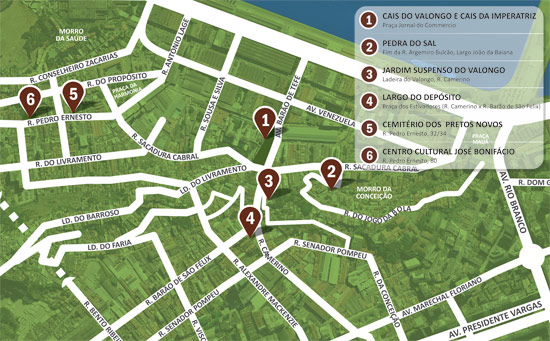 1 CAIS DO VALONGO E CAIS DA IMPERATRIZ
Praça Jornal do Commércio
2 PEDRA DO SAL
Fim da R. Argemiro Bulcão, Largo João da Baiana
3 JARDIM SUSPENSO DO VALONGO
Ladeira do Valongo, R. Camerino
4 LARGO DO DEPÓSITO
Praça dos Estivadores (R. Camerino x R. Barão de São Felix)
5 CEMITÉRIO DOS PRETOS NOVOS
R. Pedro Ernesto, 32/34
6 CENTRO CULTURAL JOSÉ BONIFÁCIO
R. Pedro Ernesto, 80
MORRO
DA SAÚDE
R. ANTÔNIO LAGE
R. CONSELHEIRO ZACARIAS
R. DO PROPÓSITO
PRAÇA DA
HARMONIA
6
5
R. PEDRO ERNESTO
R. SACADURA CABRAL
R. SOUSA E SILVA
AV. BARÃO DE TEFÉ
1
AV. VENEZUELA
PRAÇA
MAUÁ
R. DO LIVRAMENTO
LD. DO LIVRAMENTO
R. SACADURA CABRAL
2
3
MORRO DA
CONCEIÇÃO
AV. RIO BRANCO
R. DOM G
LD. DO BARROSO
LD. DO FARIA
R. DO JOGO DA BOLA
4
R. CAMERINO
R. SENADOR POMPEU
R. BARÃO DE SÃO FELIX
R. ALEXANDRE MACKENZIE
R. DA CONCEIÇÃO
AV. MARECHAL FLORIANO
R. BENTO RIBEI
R. SENADOR POMPEU
R. VISC
AV. PRESIDENTE VARGAS